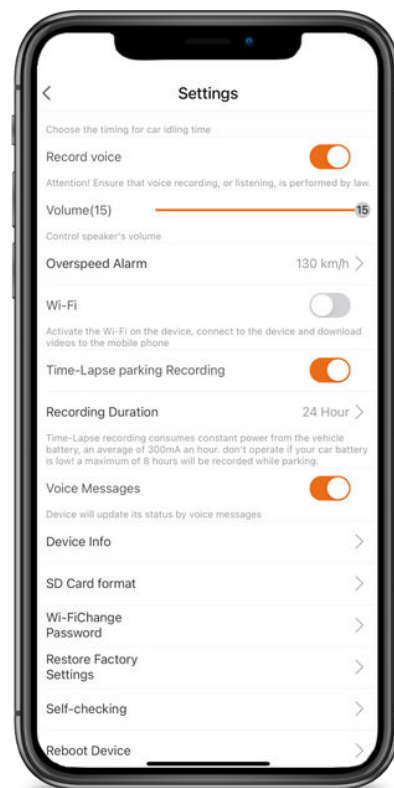 Settings
Choose the timing for car idling time
Record voice
Attention! Ensure that voice recording, or listening, is performed by law.
Volume(15)
15
Control speaker's volume
Overspeed Alarm
130 km/h
Wi-Fi
Activate the Wi-Fi on the device, connect to the device and download
videos to the mobile phone
Time-Lapse parking Recording
Recording Duration
24 Hour
Time-Lapse recording consumes constant power from the vehicle
battery, an average of 300mA an hour. don't operate if your car battery
is low! a maximum of 8 hours will be recorded while parking.
Voice Messages
Device will update its status by voice messages
Device Info
SD Card format
Wi-FiChange
Password
Restore Factory
Settings
Self-checking
Reboot Device